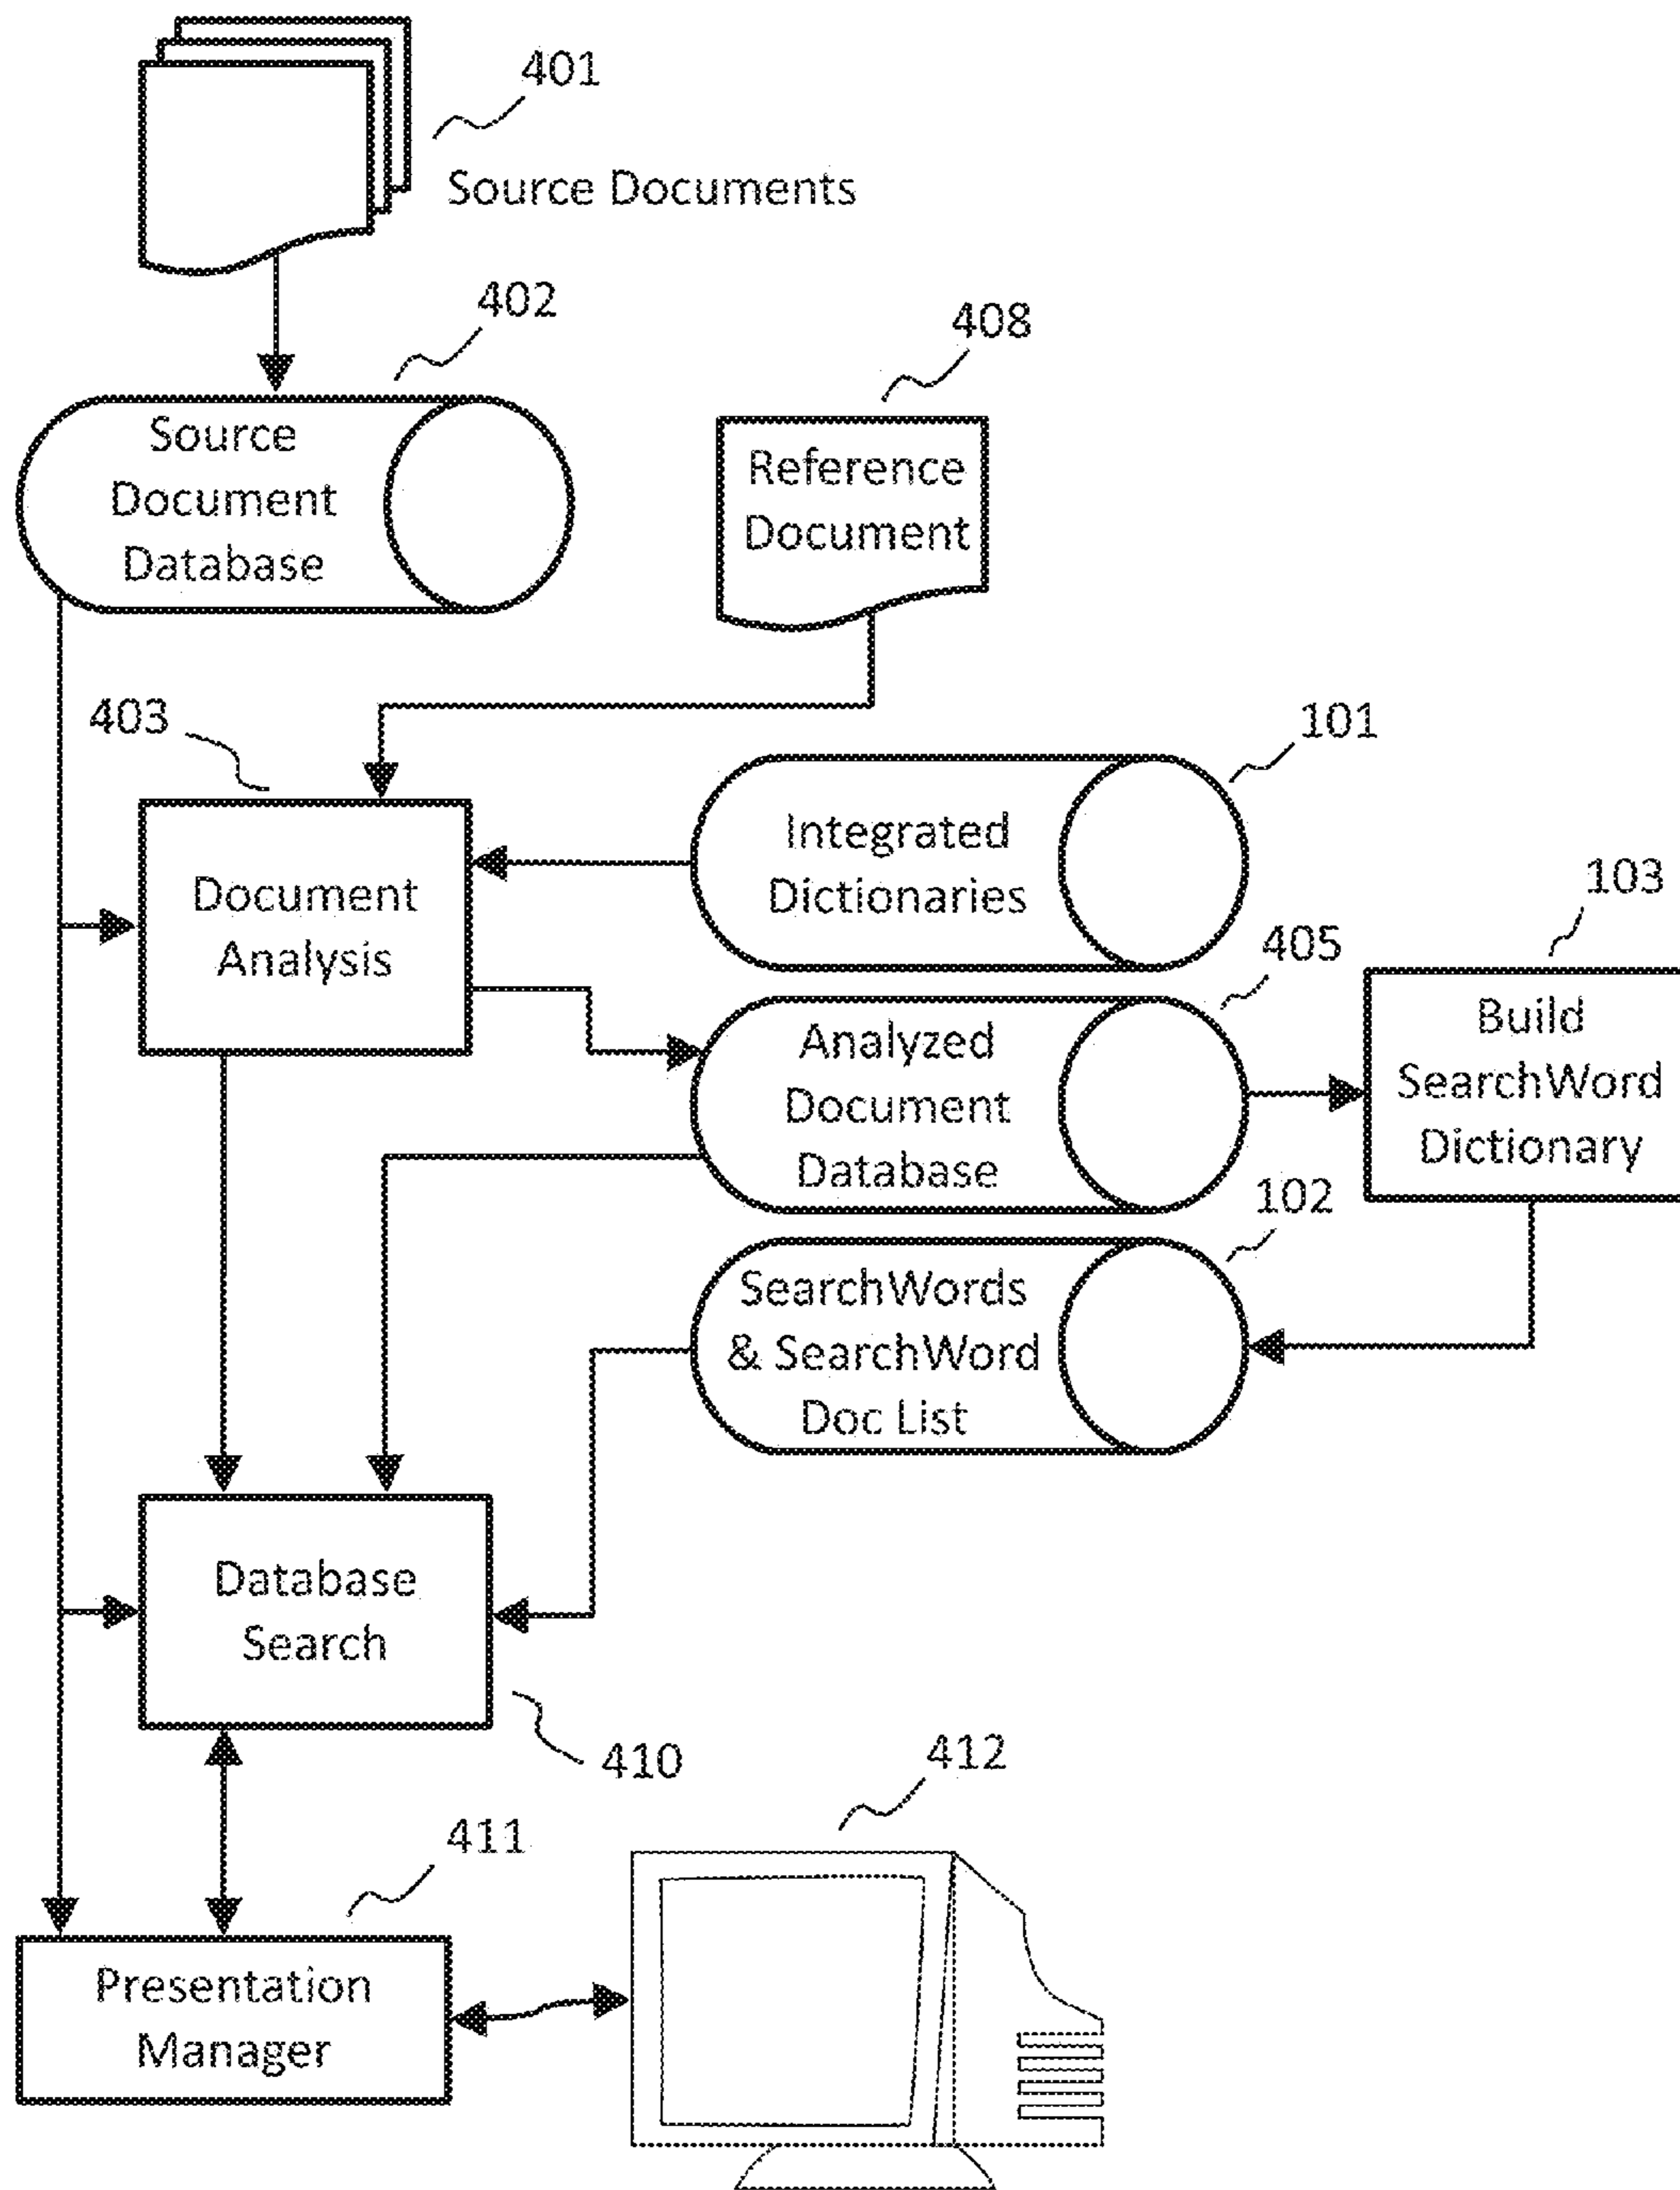 401
Source Documents
402
Source
Document
Database
408
Reference
Document
403
Document
Analysis
101
Integrated
Dictionaries
405
Analyzed
Document
Database
103
Build
SearchWord
Dictionary
102
SearchWords
& SearchWord
Doc List
Database
Search
410
411
Presentation
Manager
412